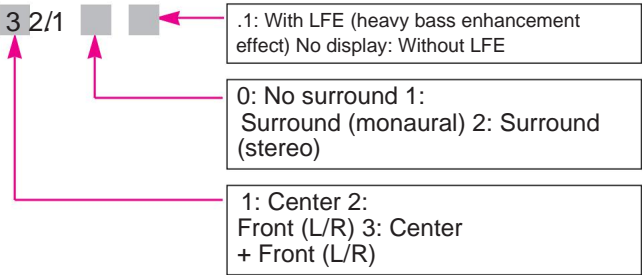 3 2/.1
.1: With LFE (heavy bass enhancement
effect) No display: Without LFE
0: No surround 1:
Surround (monaural) 2: Surround
(stereo)
1: Center 2:
Front (L/R) 3: Center
+ Front (L/R)